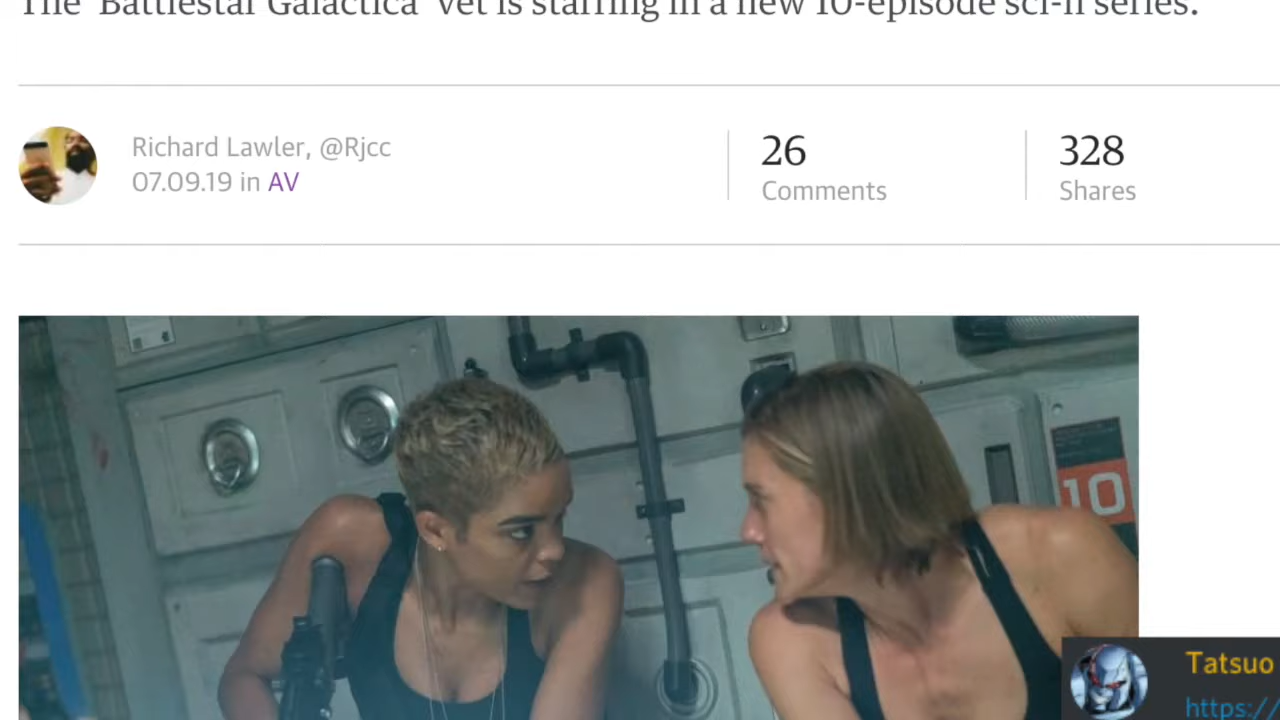 The 'Battlestar Galactica' vet is starring in a new 10-episode sci-fi series.
Richard Lawler, @Rjcc
07.09.19 in AV
26
Comments
328
Shares
10
Tatsuo
https://